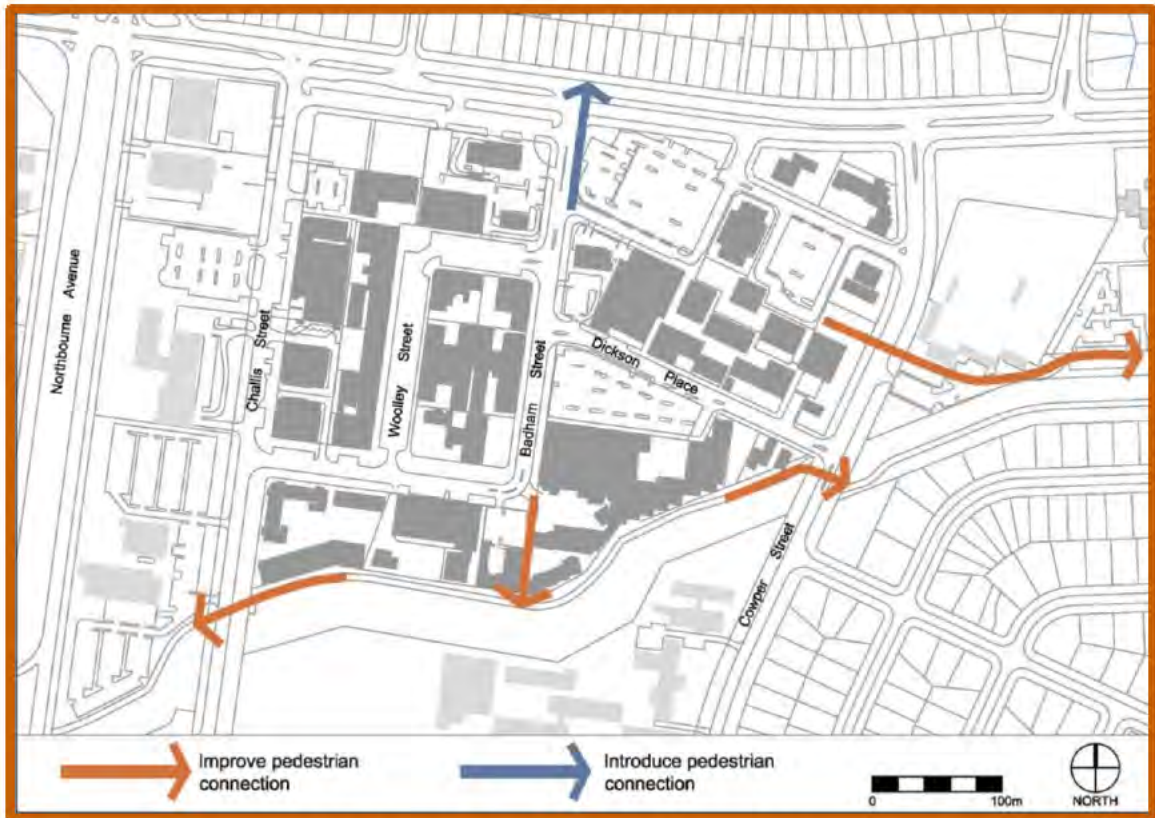 Northbourne Avenue
Challis Street
Woolley Street
Badham Street
Dickson Place
Cowper Street
Improve pedestrian
connection
Introduce pedestrian
connection
0 100m
NORTH